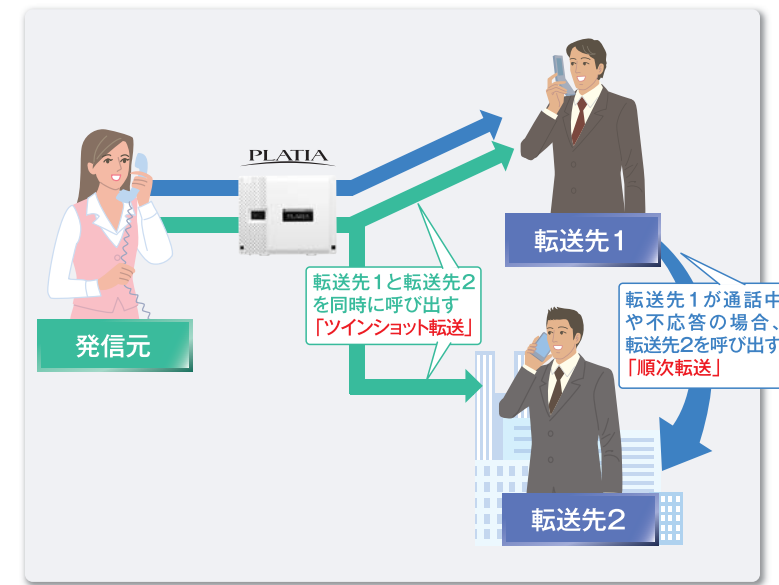 PLATIA
転送先1
転送先1と転送先2
を同時に呼び出す
「ツインショット転送」
転送先1が通話中
や不応答の場合、
転送先2を呼び出す
「順次転送」
発信元
転送先2